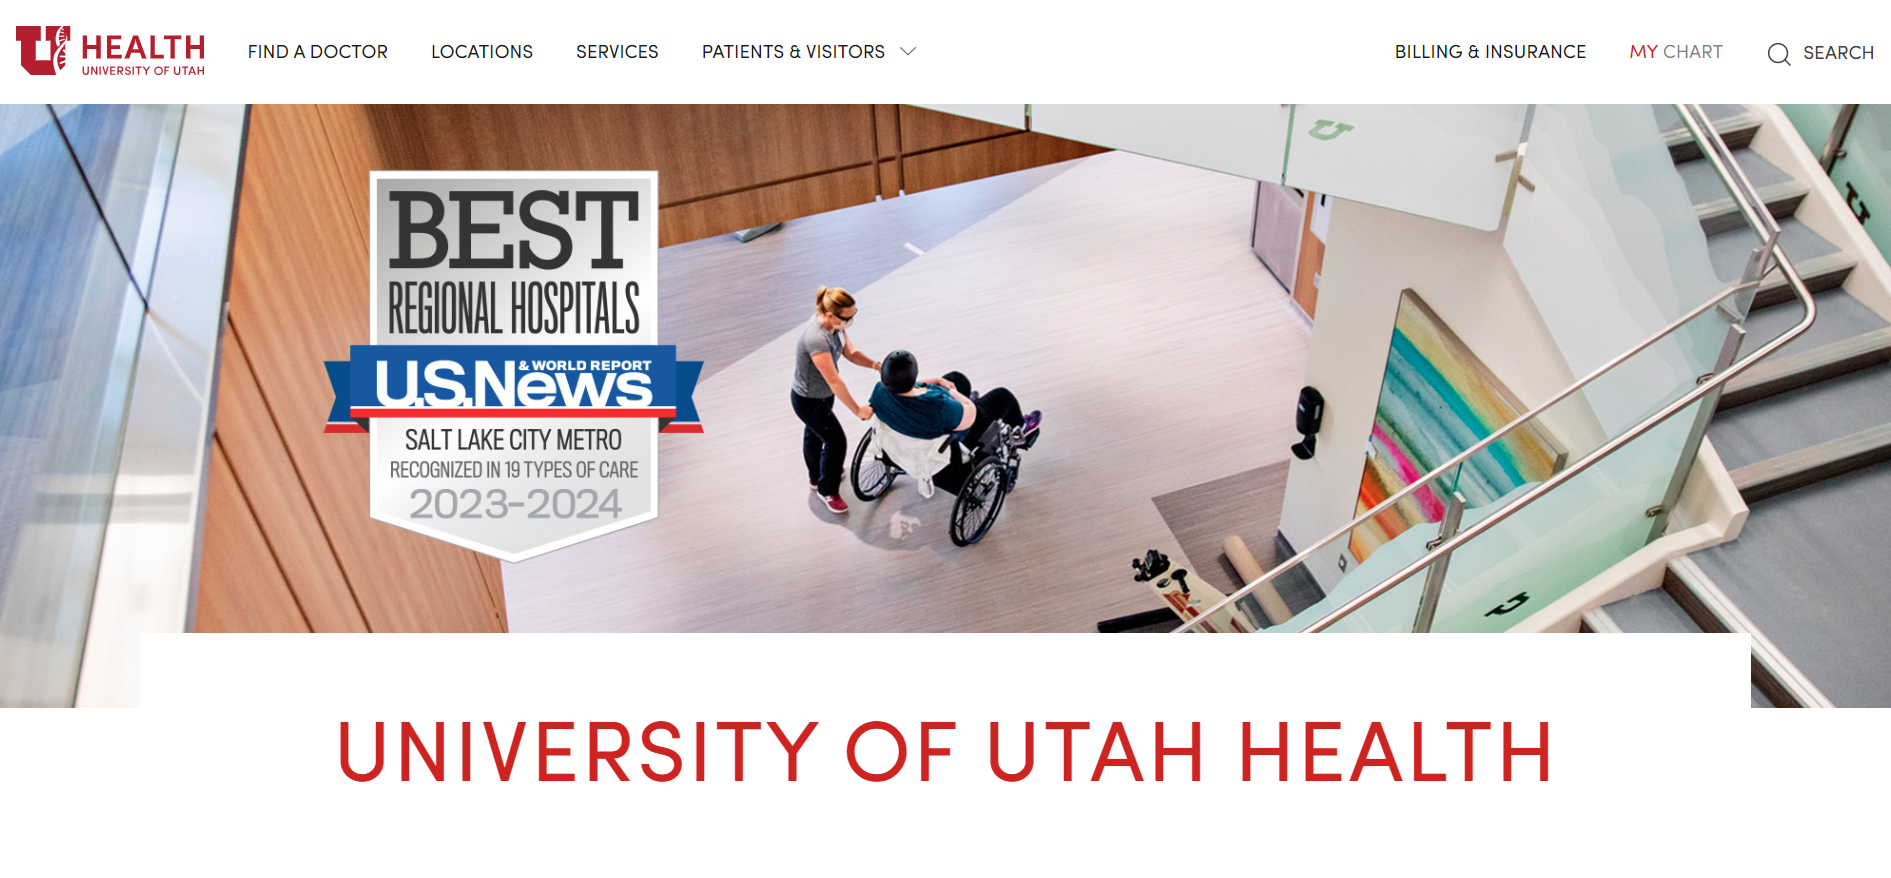 HEALTH
UNIVERSITY OF UTAH
FIND A DOCTOR
LOCATIONS
SERVICES
PATIENTS & VISITORS
BILLING & INSURANCE
MY CHART
SEARCH
BEST
REGIONAL HOSPITALS
U.S.News & WORLD REPORT
SALT LAKE CITY METRO
RECOGNIZED IN 19 TYPES OF CARE
2023-2024
UNIVERSITY OF UTAH HEALTH